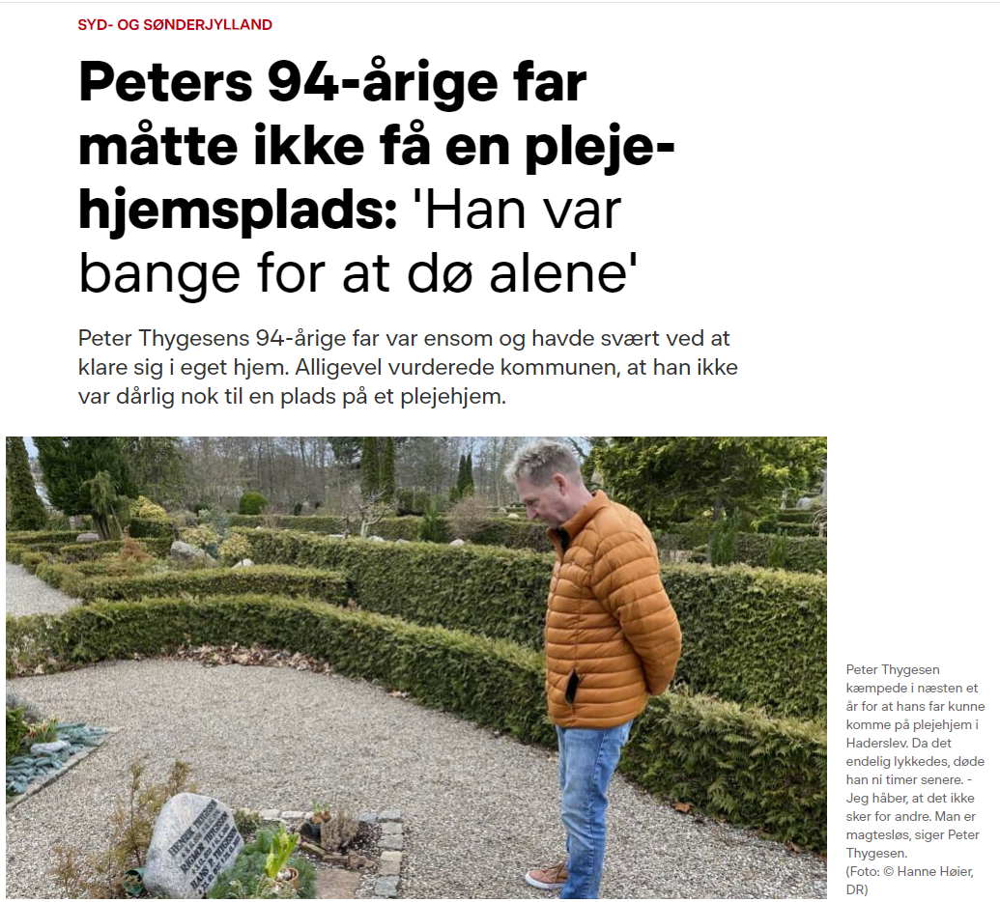 SYD- OG SØNDERJYLLAND
Peters 94-årige far
måtte ikke få en pleje-
hjemsplads: 'Han var
bange for at dø alene'
Peter Thygesens 94-årige far var ensom og havde svært ved at
klare sig i eget hjem. Alligevel vurderede kommunen, at han ikke
var dårlig nok til en plads på et plejehjem.
Peter Thygesen
kæmpede i næsten et
år for at hans far kunne
komme på plejehjem i
Haderslev. Da det
endelig lykkedes, døde
han ni timer senere. -
Jeg håber, at det ikke
sker for andre. Man er
magtesløs, siger Peter
Thygesen.
(Foto: © Hanne Høier,
DR)